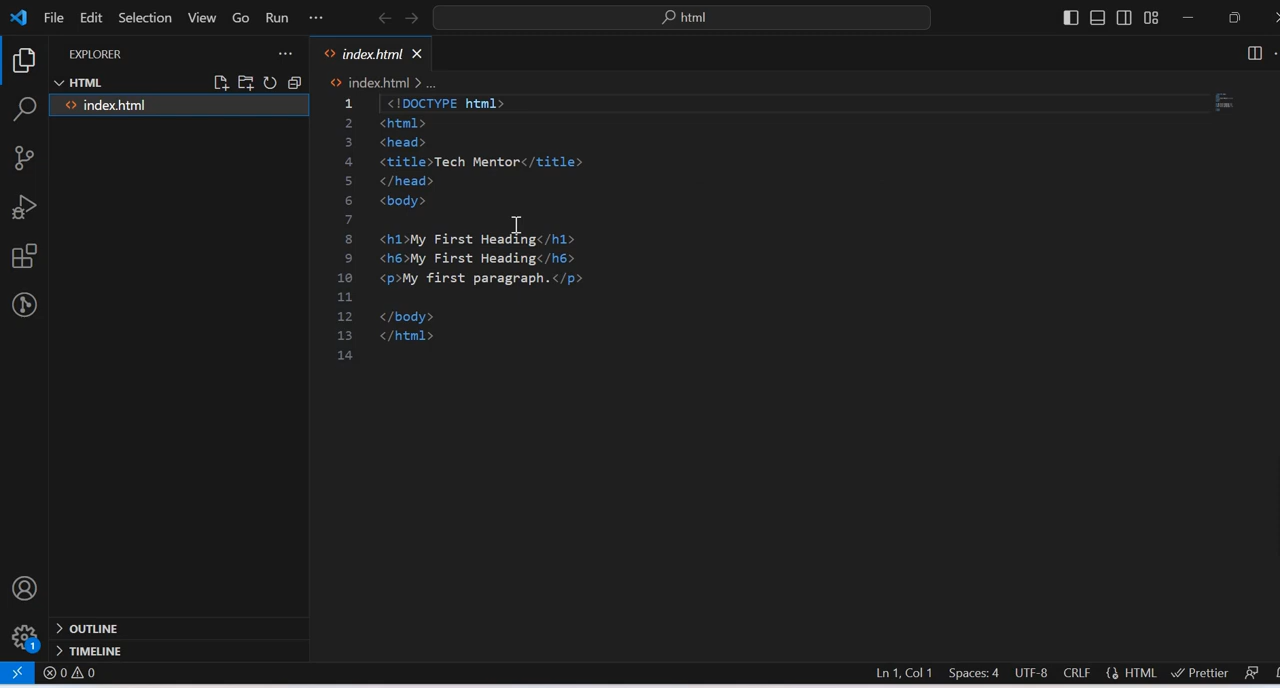 File Edit Selection View Go Run ···
html
EXPLORER ···
HTML
index.html
index.html
index.html > ...
1 <!DOCTYPE html>
2 <html>
3 <head>
4 <title>Tech Mentor</title>
5 </head>
6 <body>
7
8 <h1>My First Heading</h1>
9 <h6>My First Heading</h6>
10 <p>My first paragraph.</p>
11
12 </body>
13 </html>
14
1
OUTLINE
TIMELINE
0 0 Ln 1, Col 1 Spaces: 4 UTF-8 CRLF {} HTML Prettier